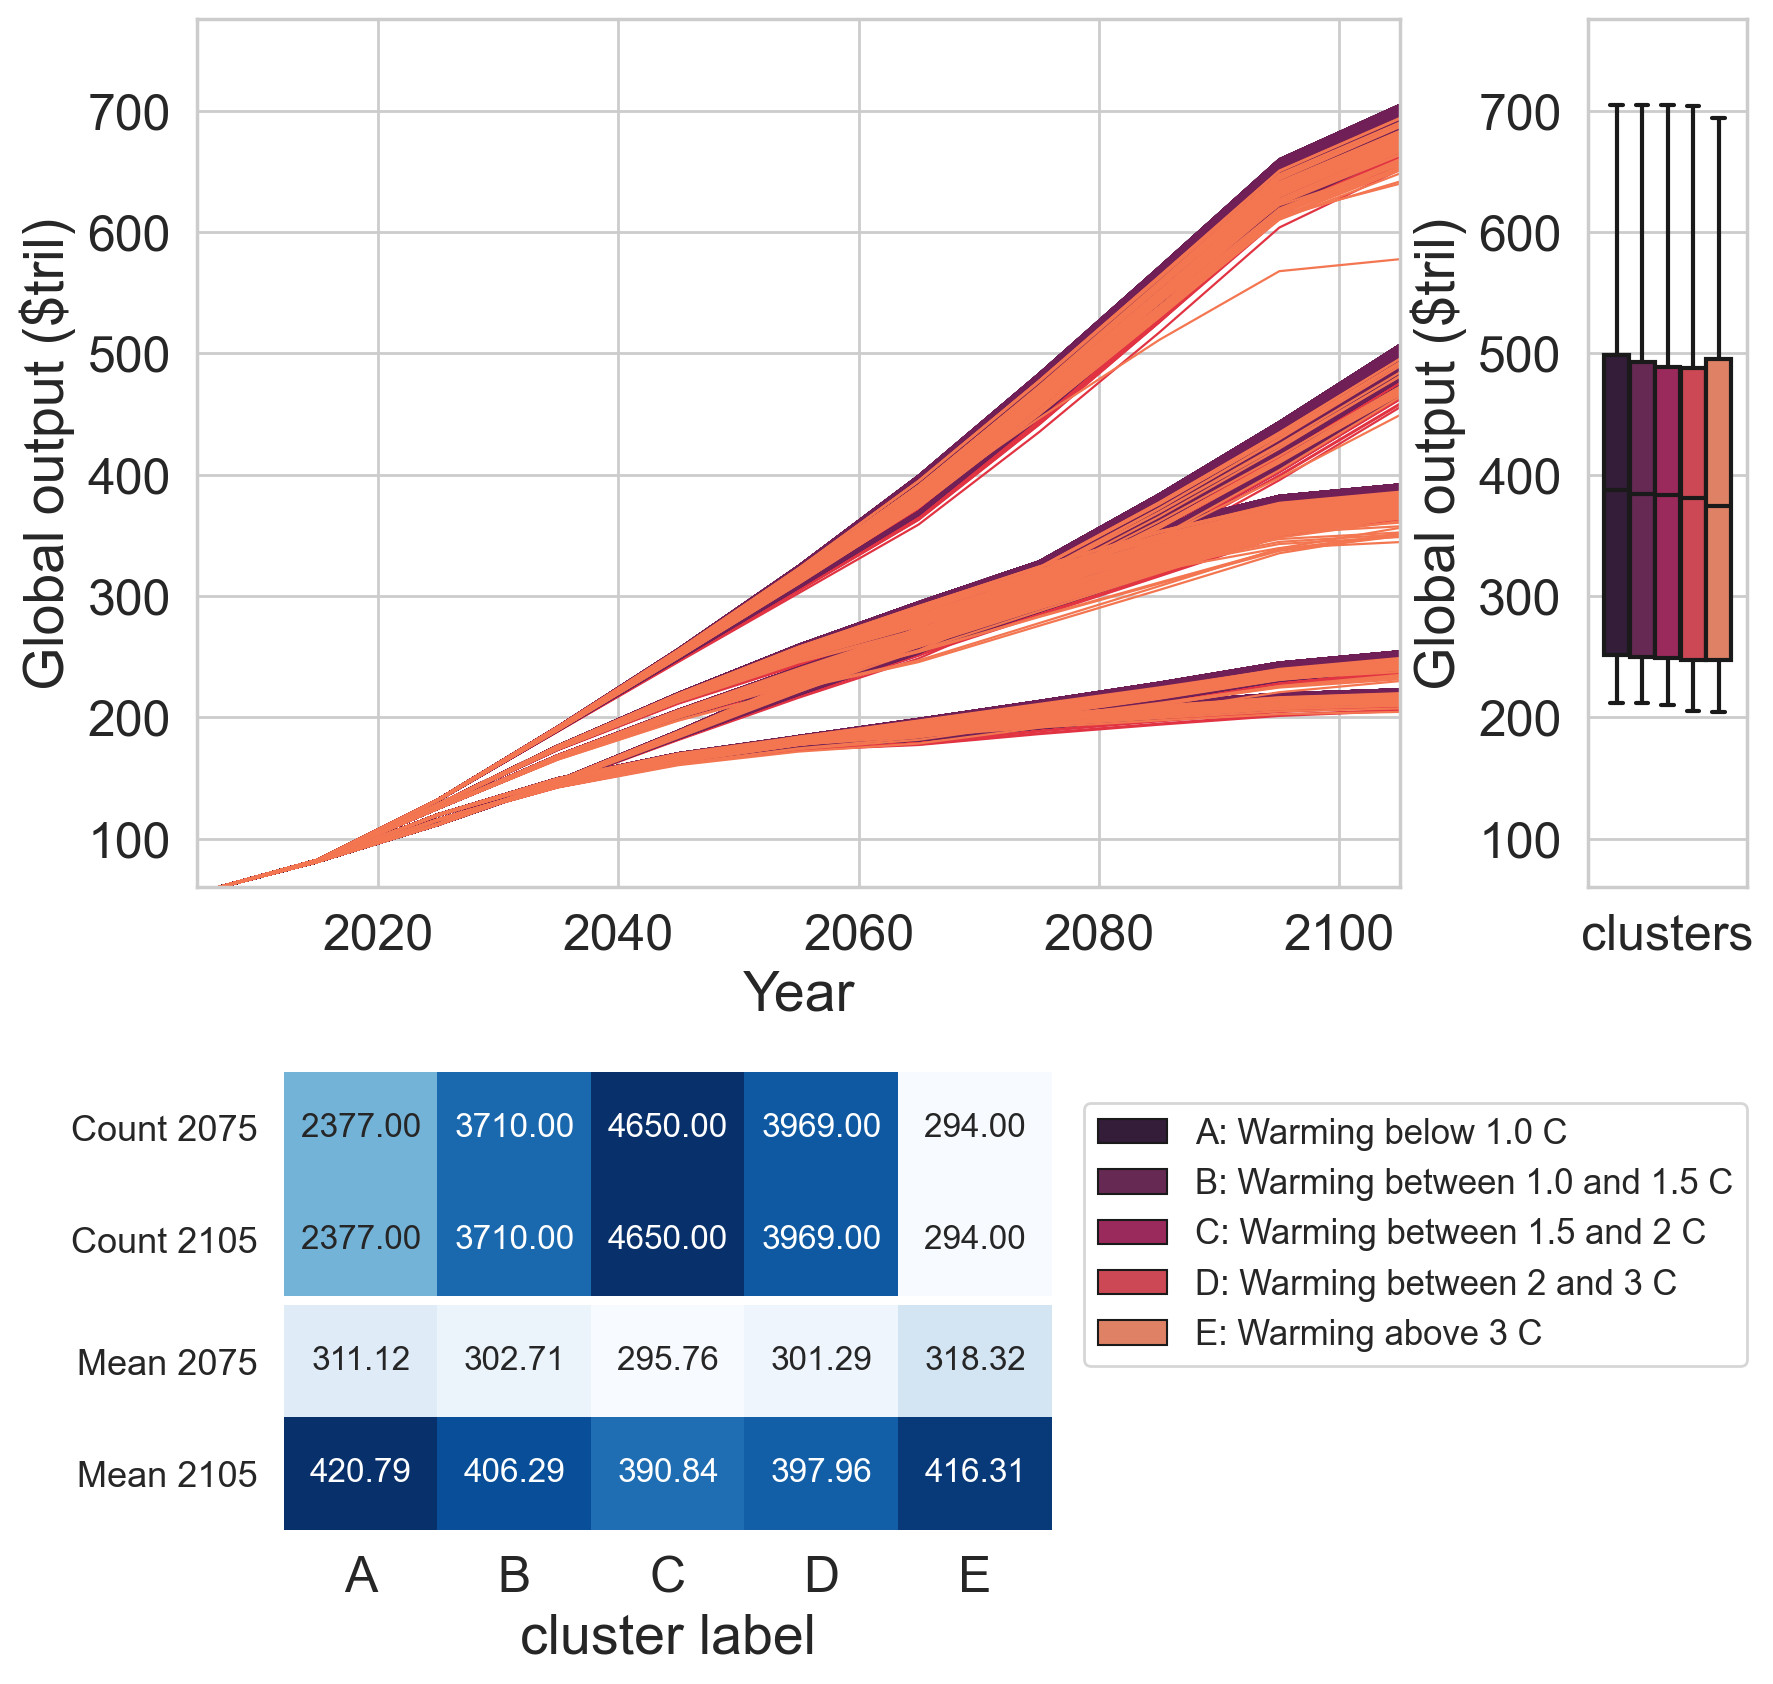 700
600
500
400
300
200
100
Global output ($tril)
2020 2040 2060 2080 2100
Year
700
600
500
400
300
200
100
Global output ($tril)
clusters
Count 2075 2377.00 3710.00 4650.00 3969.00 294.00
Count 2105 2377.00 3710.00 4650.00 3969.00 294.00
Mean 2075 311.12 302.71 295.76 301.29 318.32
Mean 2105 420.79 406.29 390.84 397.96 416.31
A B C D E
cluster label
A: Warming below 1.0 C
B: Warming between 1.0 and 1.5 C
C: Warming between 1.5 and 2 C
D: Warming between 2 and 3 C
E: Warming above 3 C